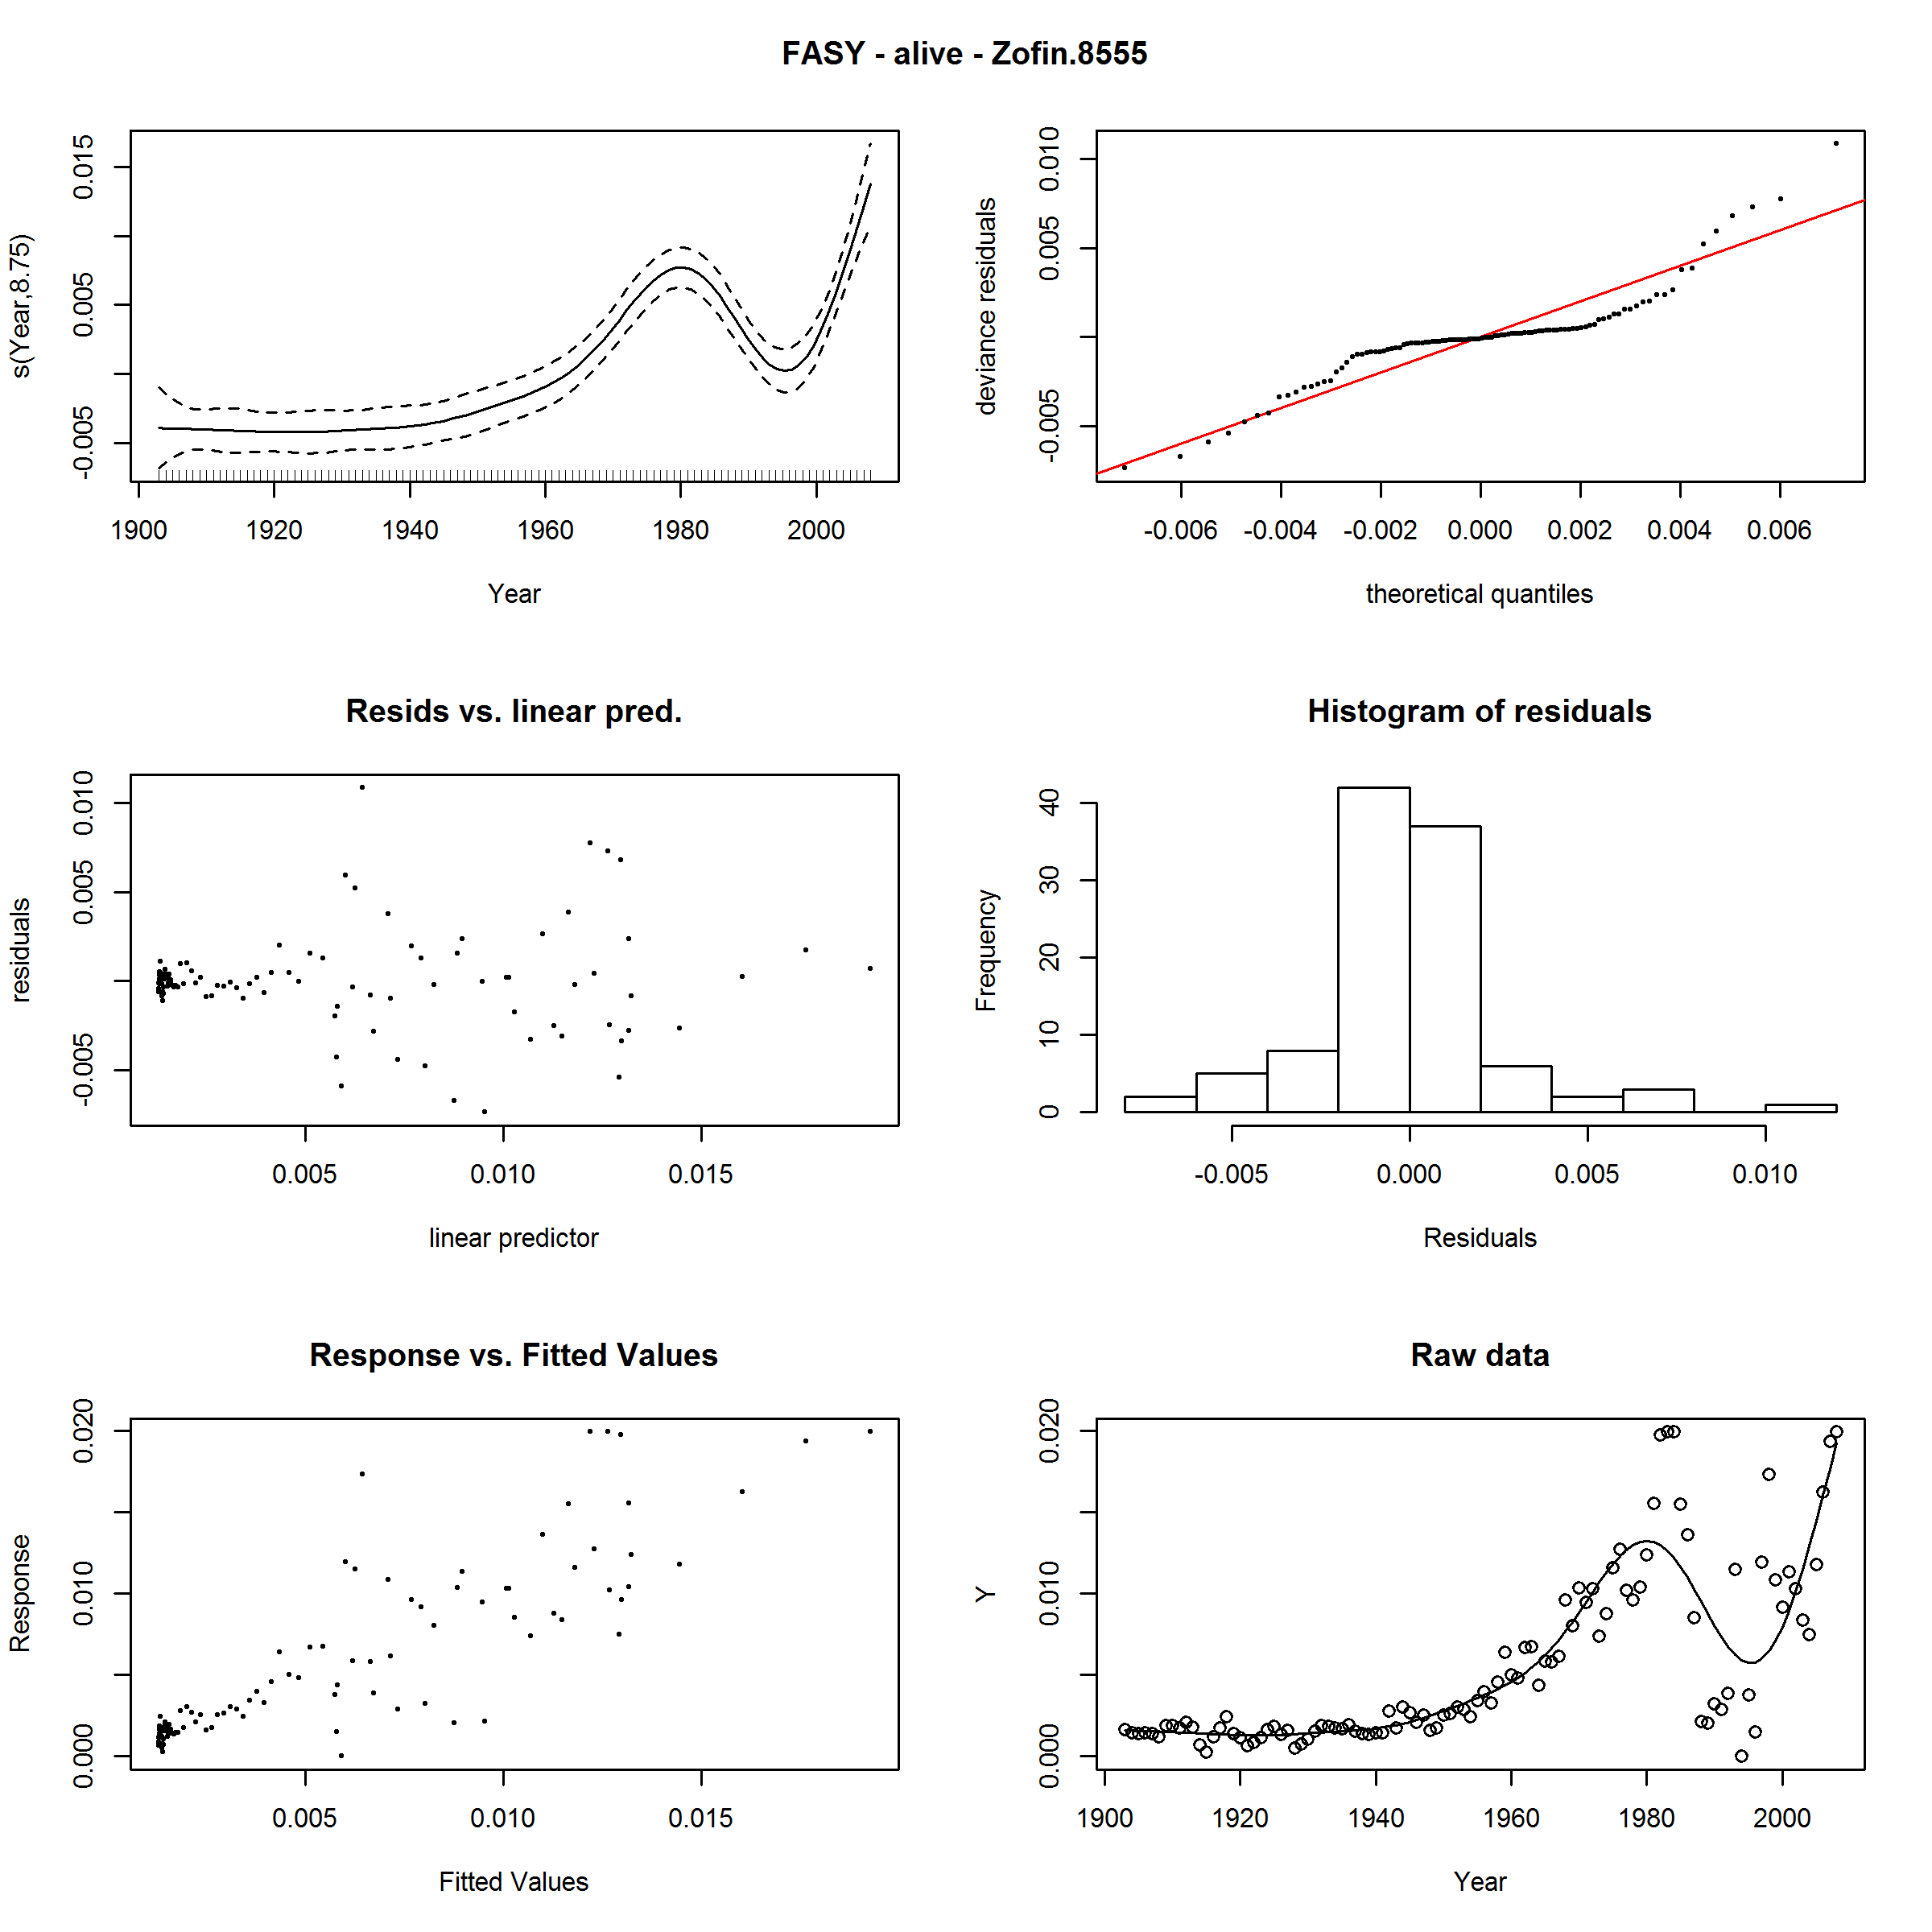 FASY - alive - Zofin.8555
s(Year,8.75)
-0.005 0.005 0.015
1900 1920 1940 1960 1980 2000
Year
deviance residuals
-0.005 0.005 0.010
-0.006 -0.004 -0.002 0.000 0.002 0.004 0.006
theoretical quantiles
Resids vs. linear pred.
residuals
-0.005 0.005 0.010
0.005 0.010 0.015
linear predictor
Histogram of residuals
Frequency
0 10 20 30 40
-0.005 0.000 0.005 0.010
Residuals
Response vs. Fitted Values
Response
0.000 0.010 0.020
0.005 0.010 0.015
Fitted Values
Raw data
Y
0.000 0.010 0.020
1900 1920 1940 1960 1980 2000
Year